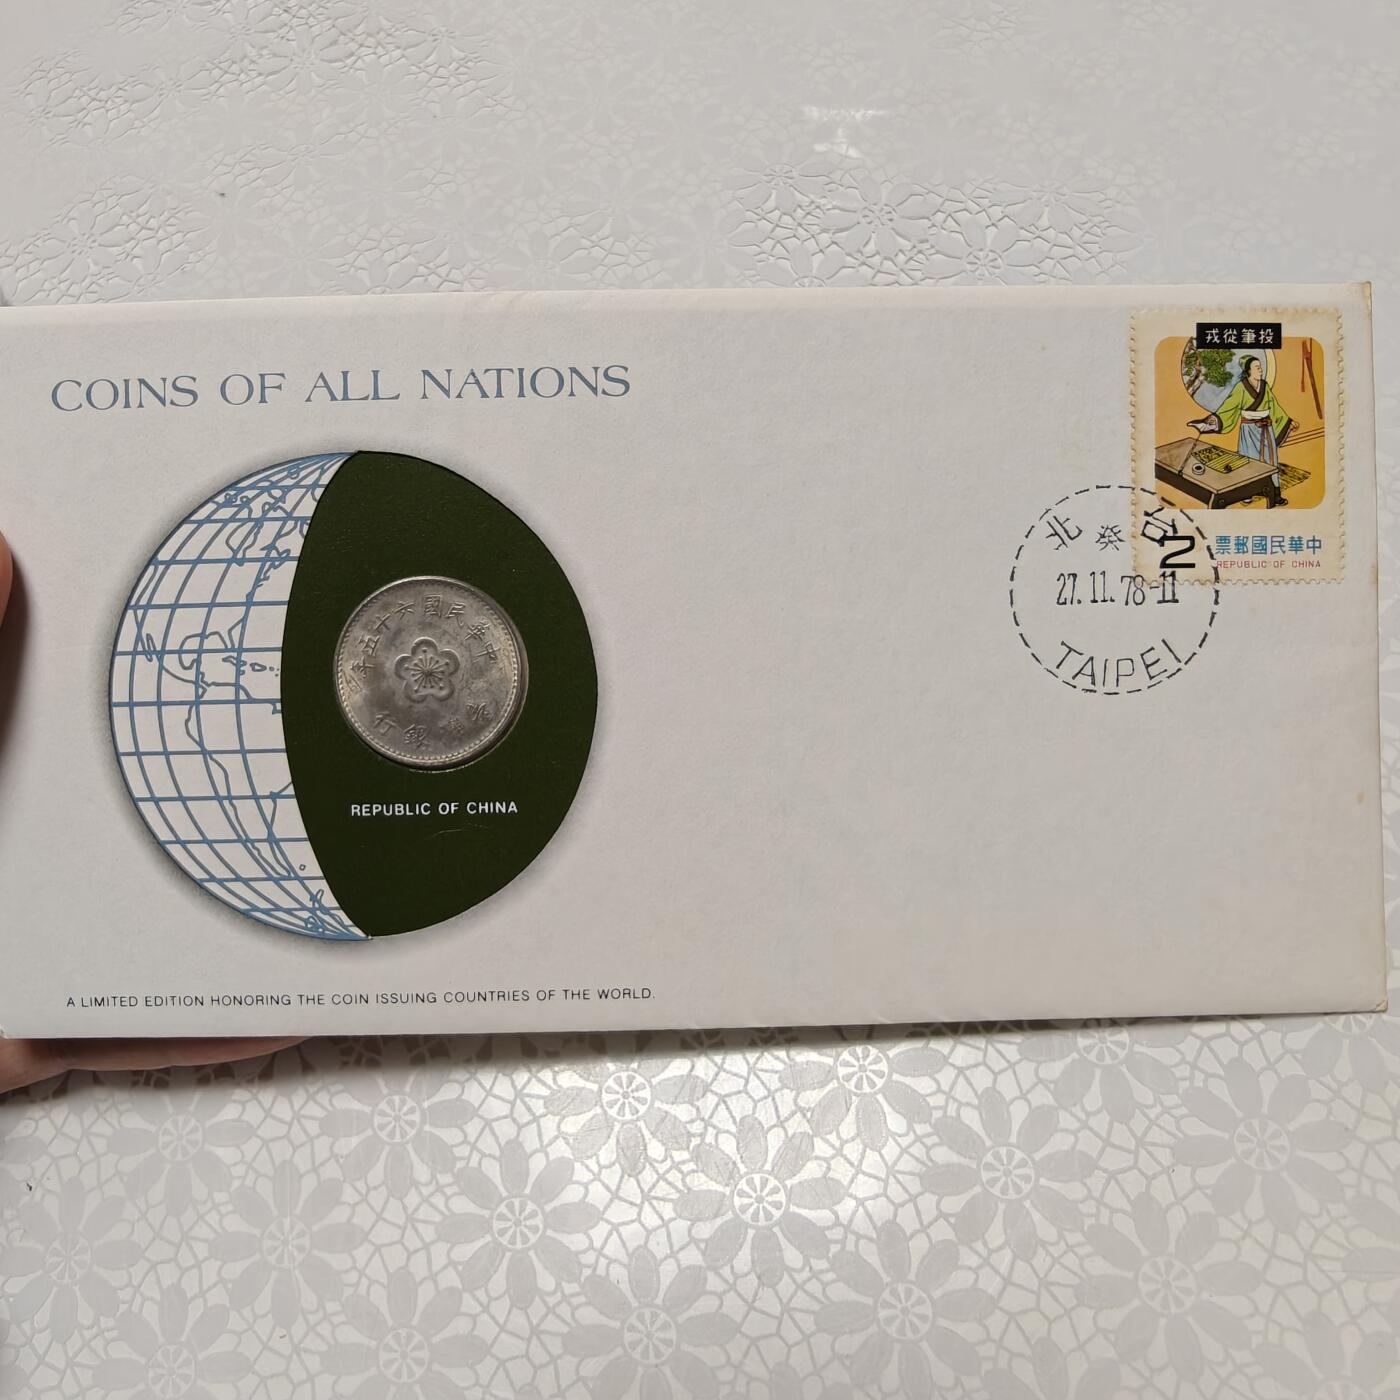 COINS OF ALL NATIONS
投筆從戎
2
中華民國郵票
REPUBLIC OF CHINA
台
癸
北
27.11.78-11
TAIPEI
中華民國六十五年
銀行
REPUBLIC OF CHINA
A LIMITED EDITION HONORING THE COIN ISSUING COUNTRIES OF THE WORLD.